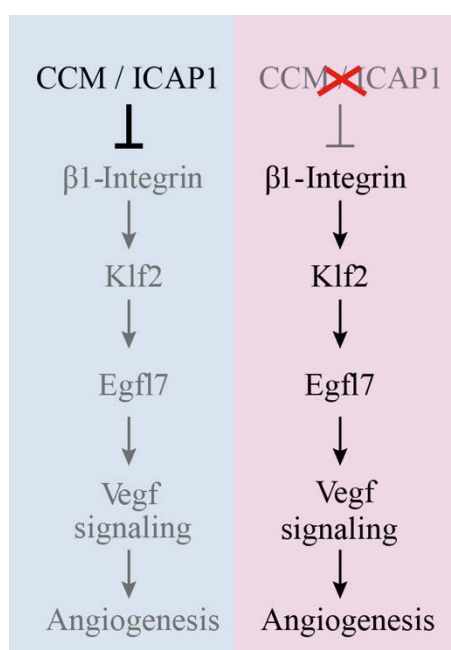 CCM / ICAP1
β1-Integrin
Klf2
Egfl7
Vegf
signaling
Angiogenesis
CCM / ICAP1
β1-Integrin
Klf2
Egfl7
Vegf
signaling
Angiogenesis